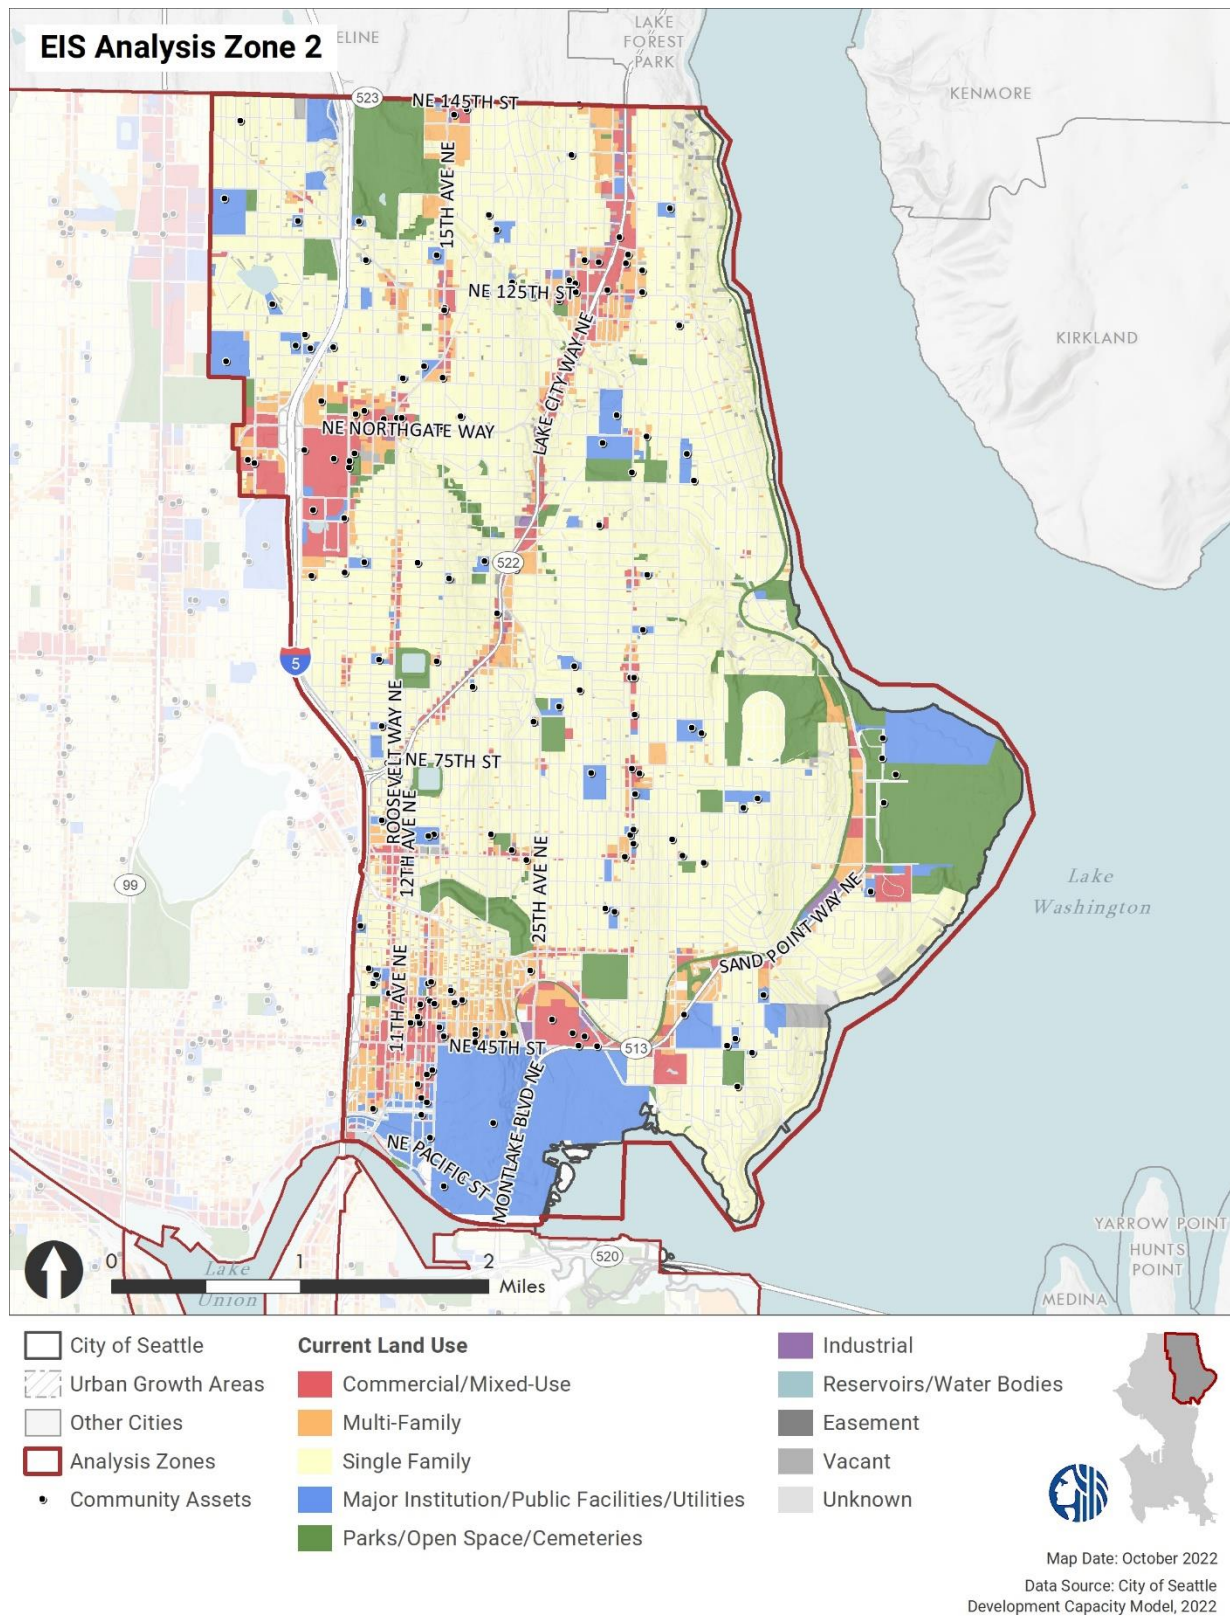 EIS Analysis Zone 2
ELINE
LAKE
FOREST
PARK
KENMORE
523
NE 145TH ST
15TH AVE NE
KIRKLAND
NE 125TH ST
LAKE CITY WAY NE
NE NORTHGATE WAY
522
5
ROOSEVELT WAY NE
NE 75TH ST
12TH AVE NE
99
25TH AVE NE
Lake
Washington
SAND POINT WAY NE
11TH AVE NE
NE 45TH ST
513
MONTLAKE BLVD NE
NE PACIFIC ST
YARROW POINT
HUNTS
POINT
MEDINA
520
Lake
Union
0
1
2
Miles
City of Seattle
Urban Growth Areas
Other Cities
Analysis Zones
Community Assets
Current Land Use
Commercial/Mixed-Use
Multi-Family
Single Family
Major Institution/Public Facilities/Utilities
Parks/Open Space/Cemeteries
Industrial
Reservoirs/Water Bodies
Easement
Vacant
Unknown
Map Date: October 2022
Data Source: City of Seattle
Development Capacity Model, 2022